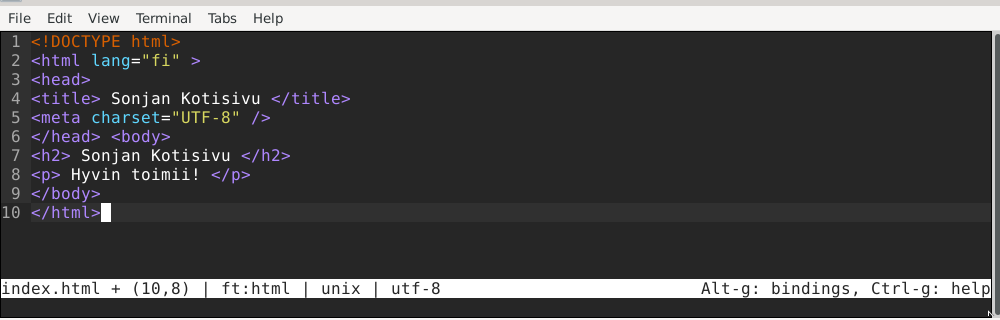 File Edit View Terminal Tabs Help
1 <!DOCTYPE html>
2 <html lang="fi" >
3 <head>
4 <title> Sonjan Kotisivu </title>
5 <meta charset="UTF-8" />
6 </head> <body>
7 <h2> Sonjan Kotisivu </h2>
8 <p> Hyvin toimii! </p>
9 </body>
10 </html>
index.html + (10,8) | ft:html | unix | utf-8 Alt-g: bindings, Ctrl-g: help